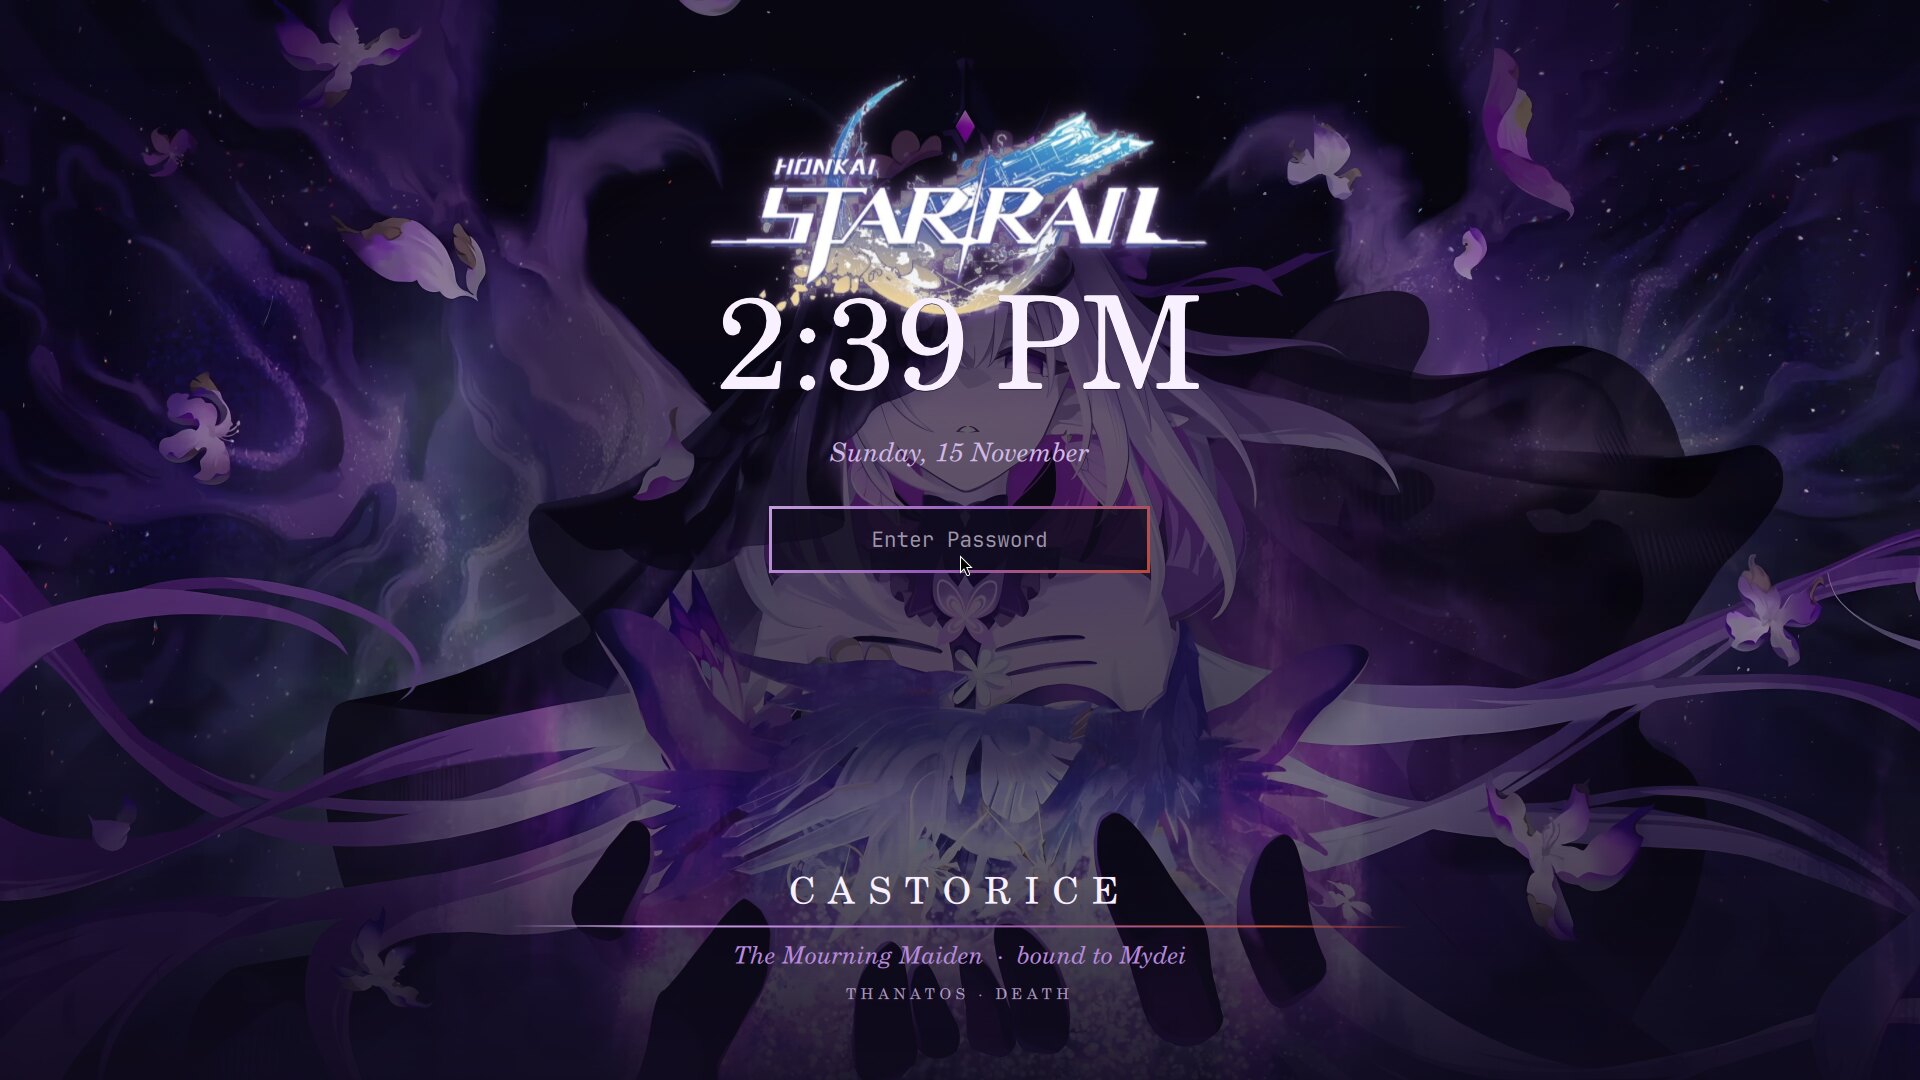 HONKAI
STAR RAIL
2:39 PM
Sunday, 15 November
Enter Password
CASTORICE
The Mourning Maiden · bound to Mydei
THANATOS · DEATH